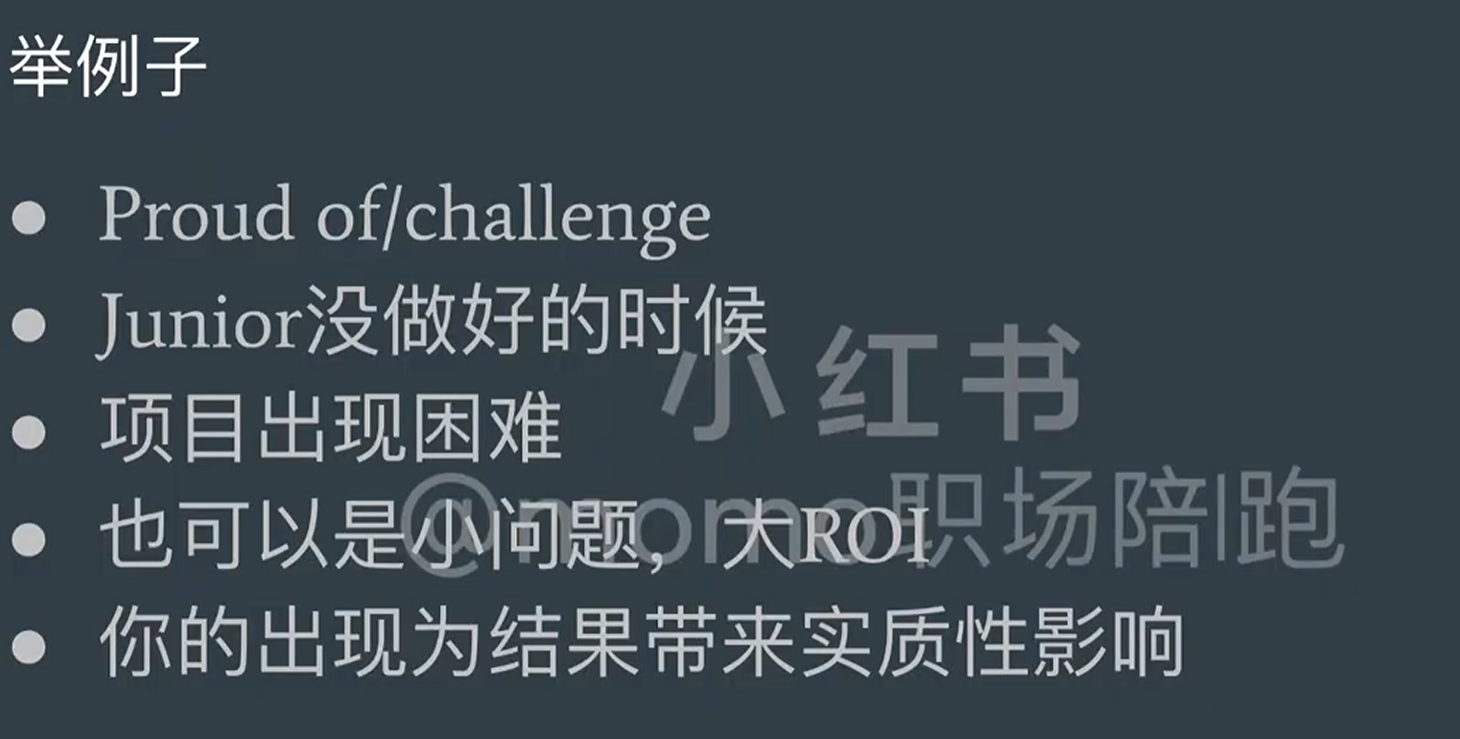 举例子
● Proud of/challenge
● Junior没做好的时候
● 项目出现困难
● 也可以是小问题，大ROI
● 你的出现为结果带来实质性影响
小红书
@momo职场陪跑